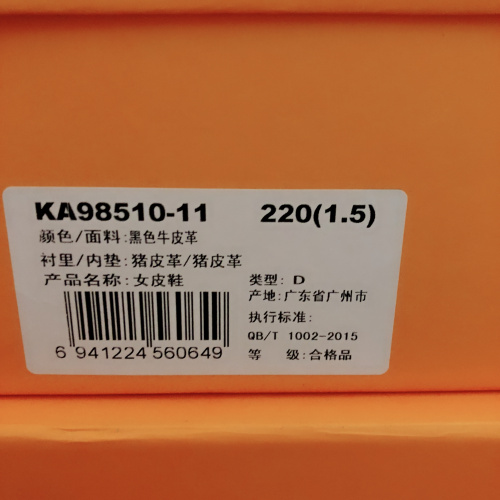 KA98510-11 220(1.5)
颜色/面料:黑色牛皮革
衬里/内垫:猪皮革/猪皮革
产品名称:女皮鞋
类型: D
产地:广东省广州市
执行标准:
QB/T 1002-2015
等 级:合格品
6 941224 560649